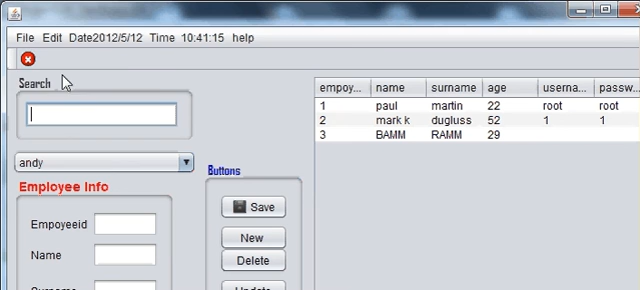 File Edit Date2012/5/12 Time 10:41:15 help
Search
empoy... name surname age userna... passw...
1 paul martin 22 root root
2 mark k dugluss 52 1 1
3 BAMM RAMM 29
andy
Buttons
Employee Info
Save
Empoyeeid
New
Name
Delete
Surname
Update